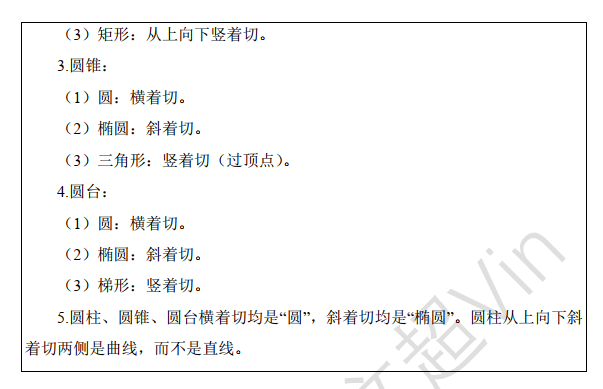 （3）矩形：从上向下竖着切。
3.圆锥：
（1）圆：横着切。
（2）椭圆：斜着切。
（3）三角形：竖着切（过顶点）。
4.圆台：
（1）圆：横着切。
（2）椭圆：斜着切。
（3）梯形：竖着切。
5.圆柱、圆锥、圆台横着切均是“圆”，斜着切均是“椭圆”。圆柱从上向下斜
着切两侧是曲线，而不是直线。
超Vin